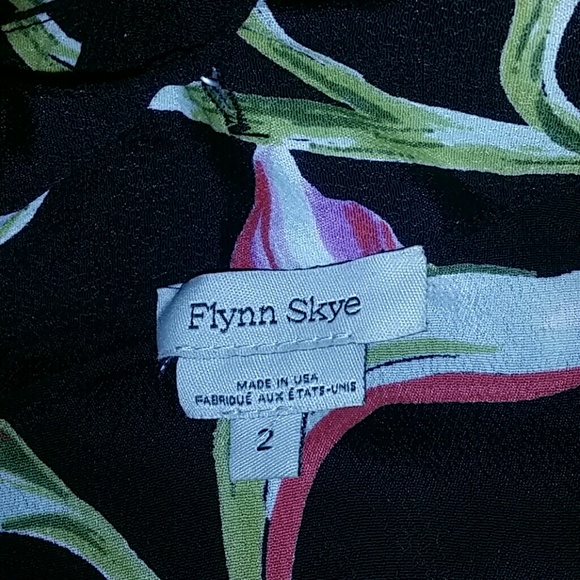 Flynn Skye
MADE IN USA
FABRIQUÉ AUX ÉTATS-UNIS
2